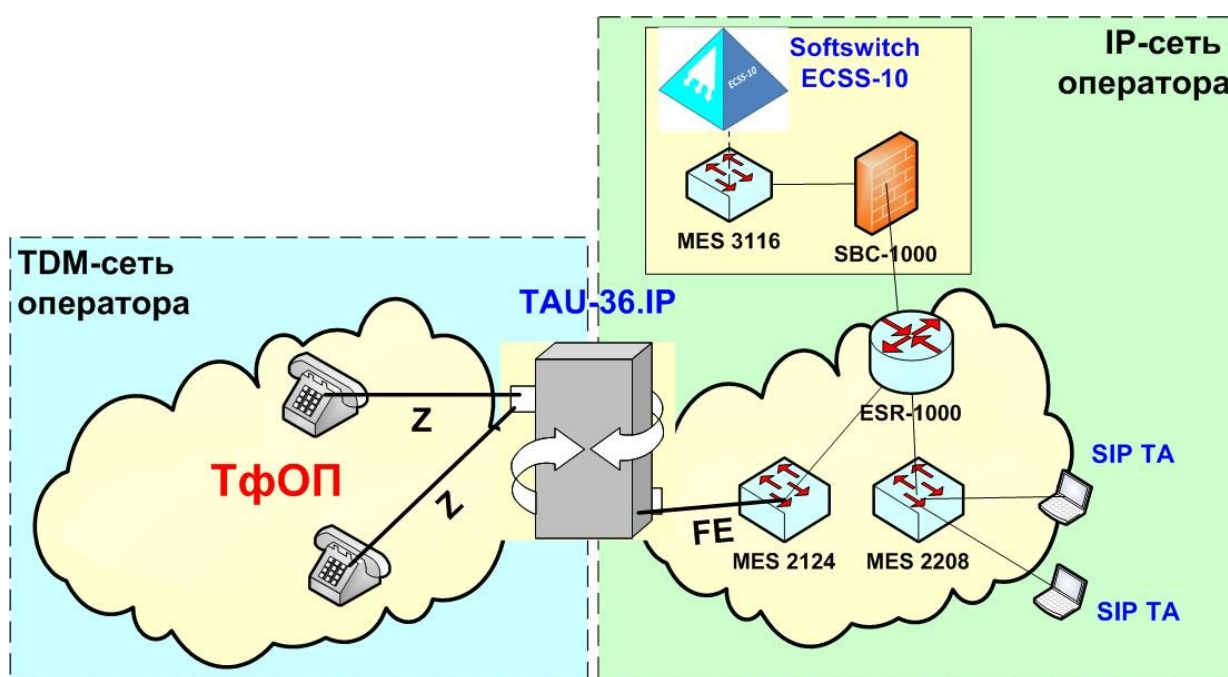 Softswitch
ECSS-10
IP-сеть
оператора
ECSS-10
MES 3116
SBC-1000
TDM-сеть
оператора
TAU-36.IP
ESR-1000
Z
ТфОП
Z
SIP TA
FE
MES 2124
MES 2208
SIP TA